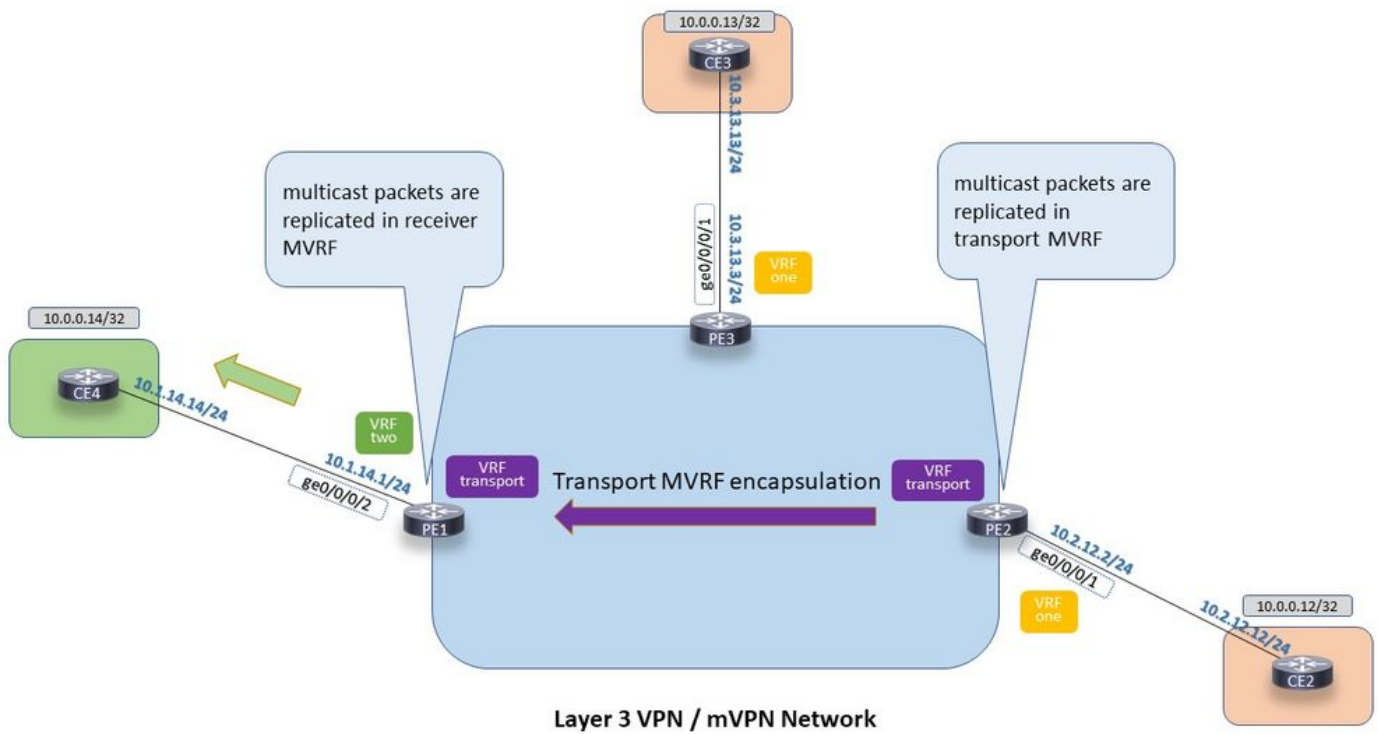 10.0.0.13/32
CE3
10.3.13.13/24
multicast packets are
replicated in receiver
MVRF
multicast packets are
replicated in
transport MVRF
ge0/0/0/1
10.3.13.3/24
VRF
one
PE3
10.0.0.14/32
CE4
10.1.14.14/24
VRF
two
10.1.14.1/24
ge0/0/0/2
VRF
transport
PE1
Transport MVRF encapsulation
VRF
transport
PE2
10.2.12.2/24
ge0/0/0/1
VRF
one
10.0.0.12/32
10.2.12.12/24
CE2
Layer 3 VPN / mVPN Network